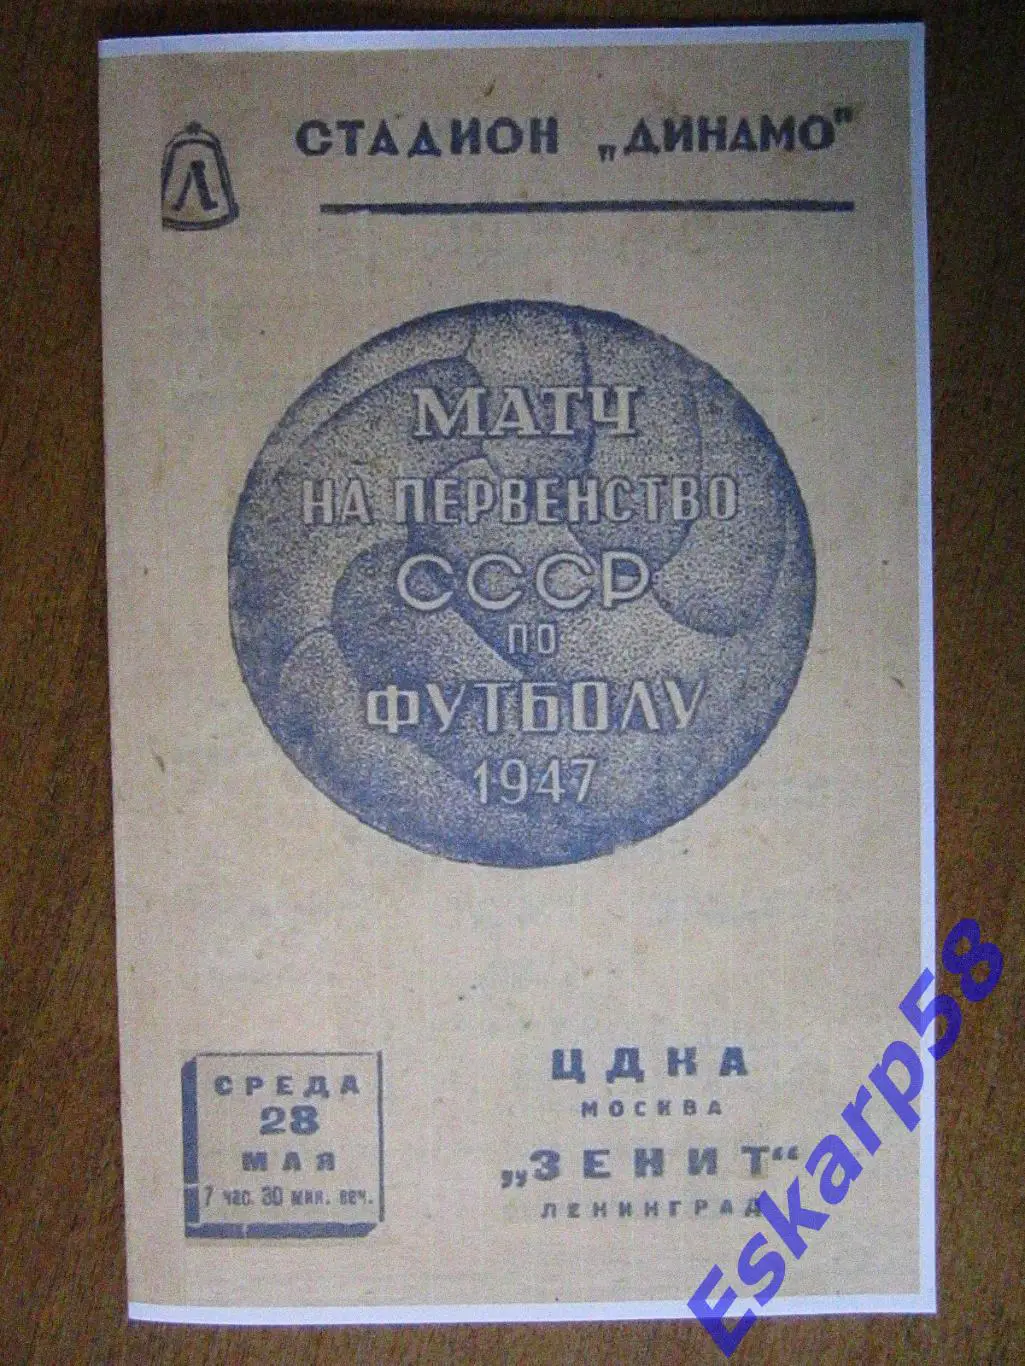 СТАДИОН „ДИНАМО"
Л
МАТЧ
НА ПЕРВЕНСТВО
СССР
ПО
ФУТБОЛУ
1947
СРЕДА
28
МАЯ
7 час. 30 мин. веч.
ЦДКА
МОСКВА
„ЗЕНИТ“
ЛЕНИНГРАД
Eskarp58